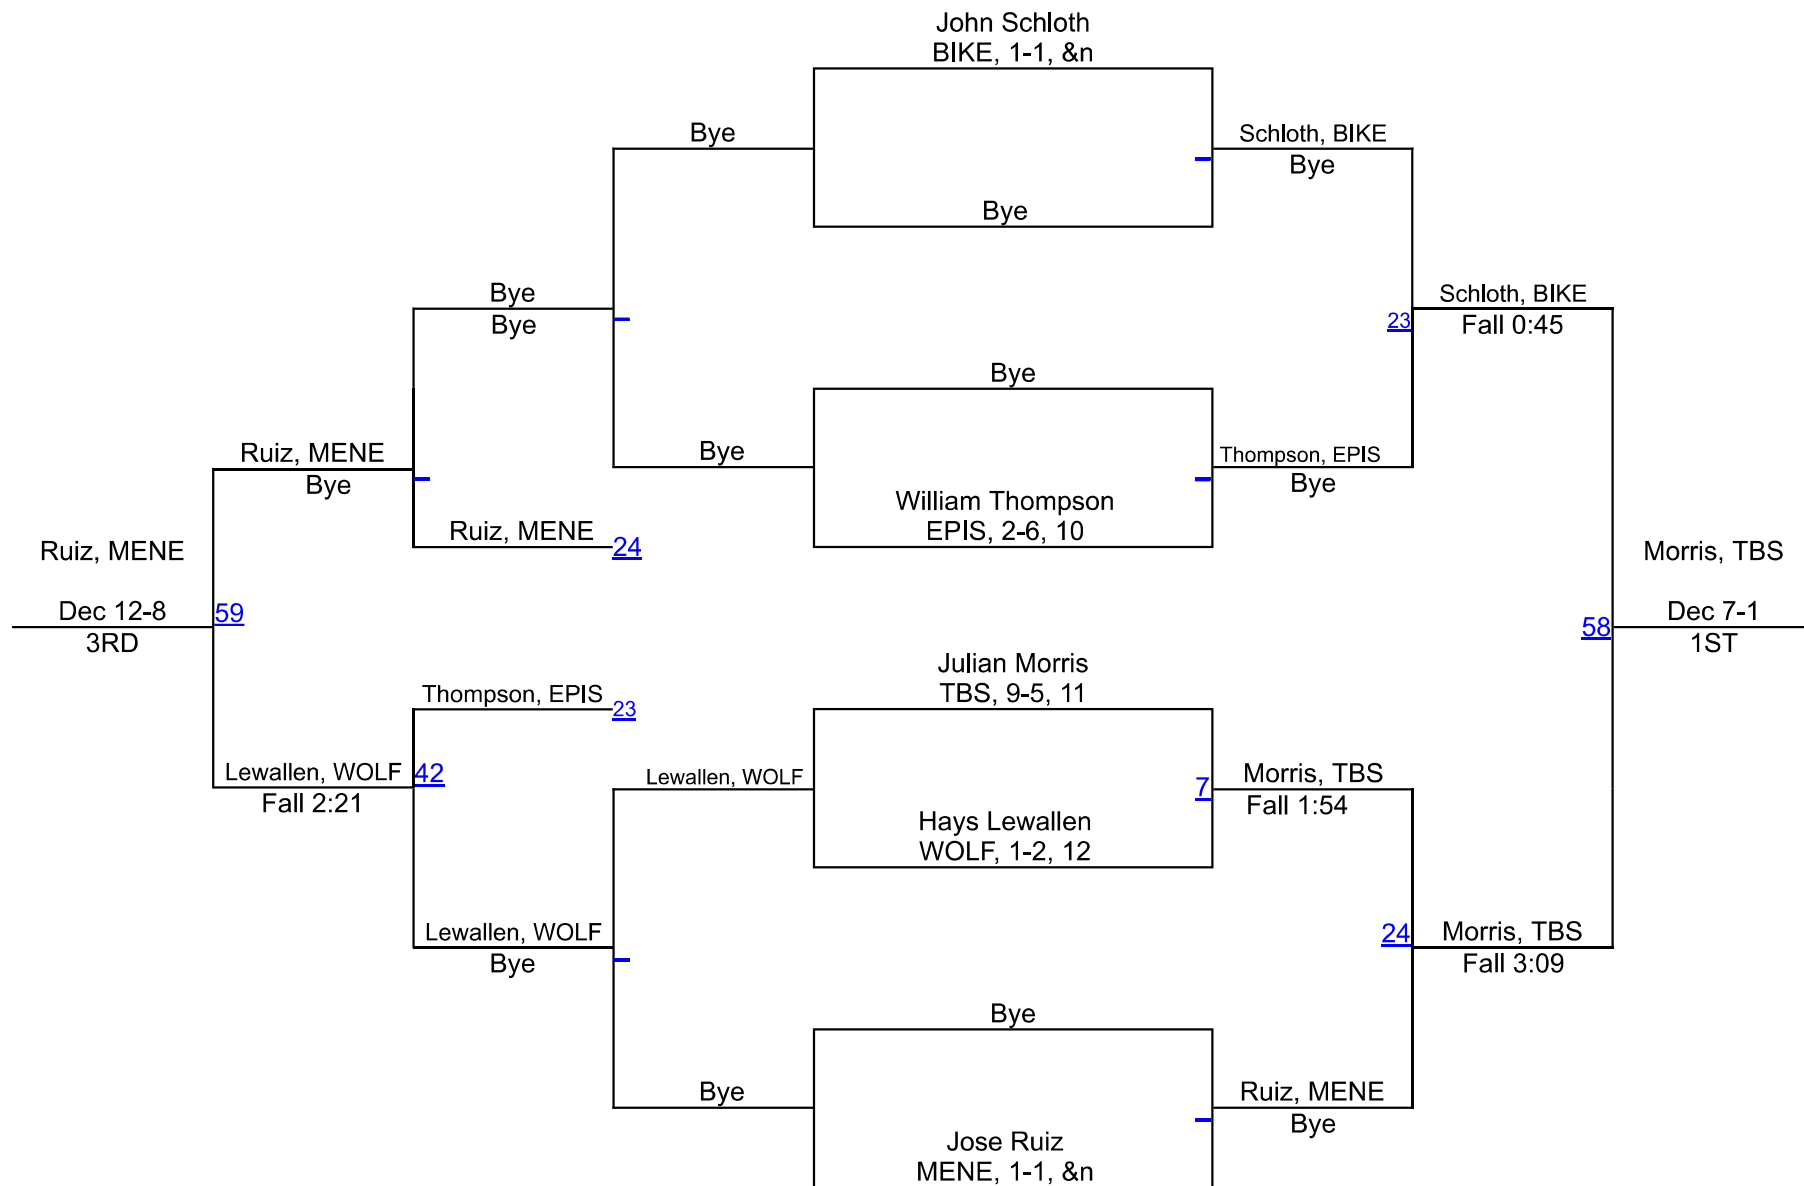 John Schloth
BIKE, 1-1, &n
Bye
Schloth, BIKE
Bye
Bye
Bye
Bye
Schloth, BIKE
23
Fall 0:45
Bye
Ruiz, MENE
Bye
Bye
Thompson, EPIS
Bye
William Thompson
EPIS, 2-6, 10
Ruiz, MENE
24
Ruiz, MENE
Morris, TBS
Dec 12-8
59
3RD
58
Dec 7-1
1ST
Julian Morris
TBS, 9-5, 11
Thompson, EPIS
23
Lewallen, WOLF
42
Fall 2:21
Lewallen, WOLF
7
Morris, TBS
Fall 1:54
Hays Lewallen
WOLF, 1-2, 12
Lewallen, WOLF
Bye
24
Morris, TBS
Fall 3:09
Bye
Bye
Ruiz, MENE
Bye
Jose Ruiz
MENE, 1-1, &n